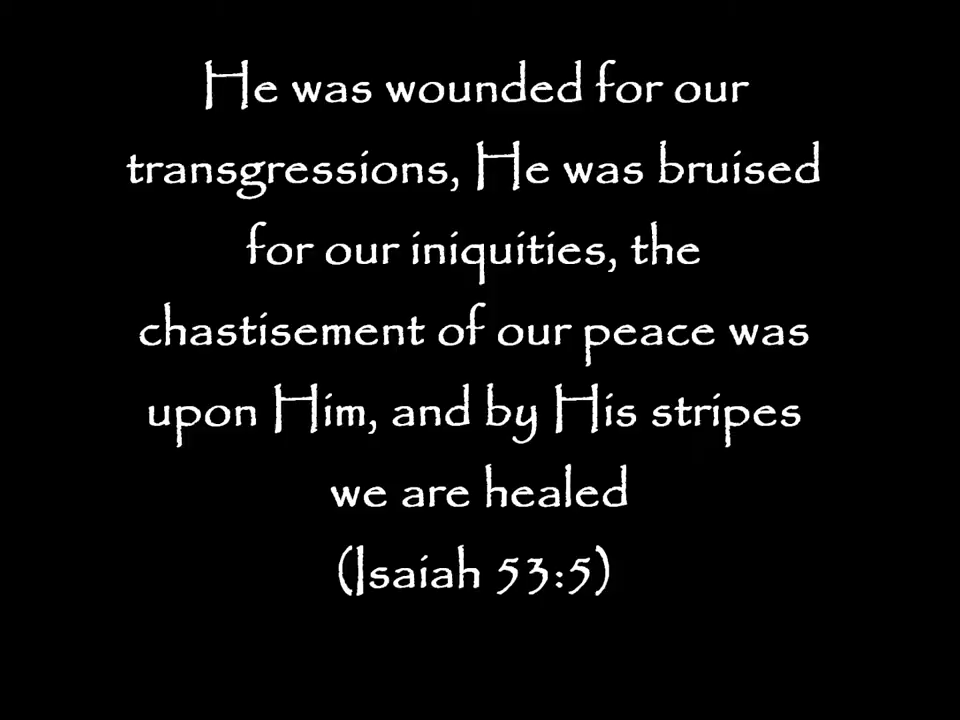 He was wounded for our
transgressions, He was bruised
for our iniquities, the
chastisement of our peace was
upon Him, and by His stripes
we are healed
(Isaiah 53:5)